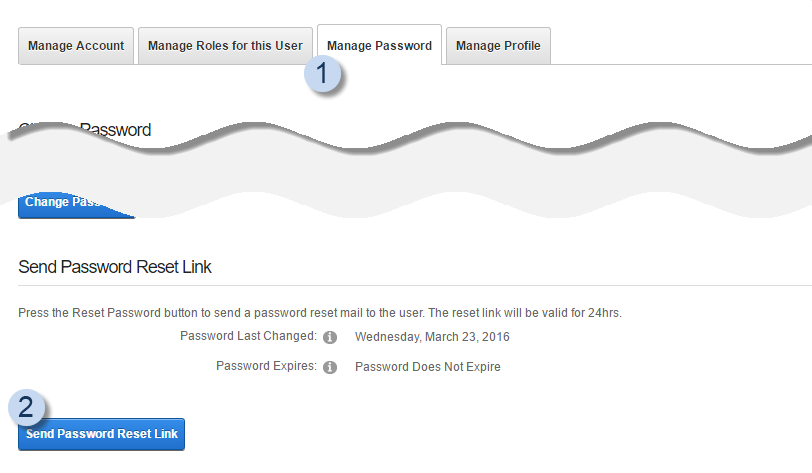 Manage Account Manage Roles for this User Manage Password Manage Profile
1
Password
Change
Send Password Reset Link
Press the Reset Password button to send a password reset mail to the user. The reset link will be valid for 24hrs.
Password Last Changed: Wednesday, March 23, 2016
Password Expires: Password Does Not Expire
2
Send Password Reset Link